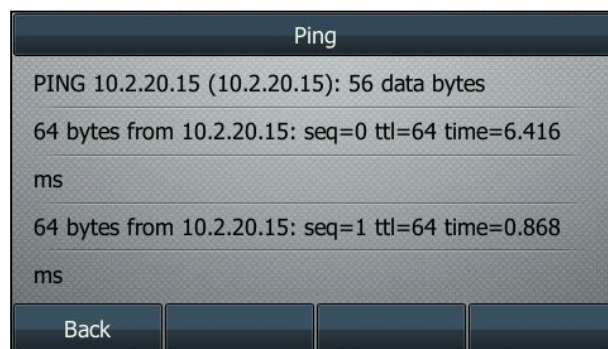 Ping
PING 10.2.20.15 (10.2.20.15): 56 data bytes
64 bytes from 10.2.20.15: seq=0 ttl=64 time=6.416
ms
64 bytes from 10.2.20.15: seq=1 ttl=64 time=0.868
ms
Back